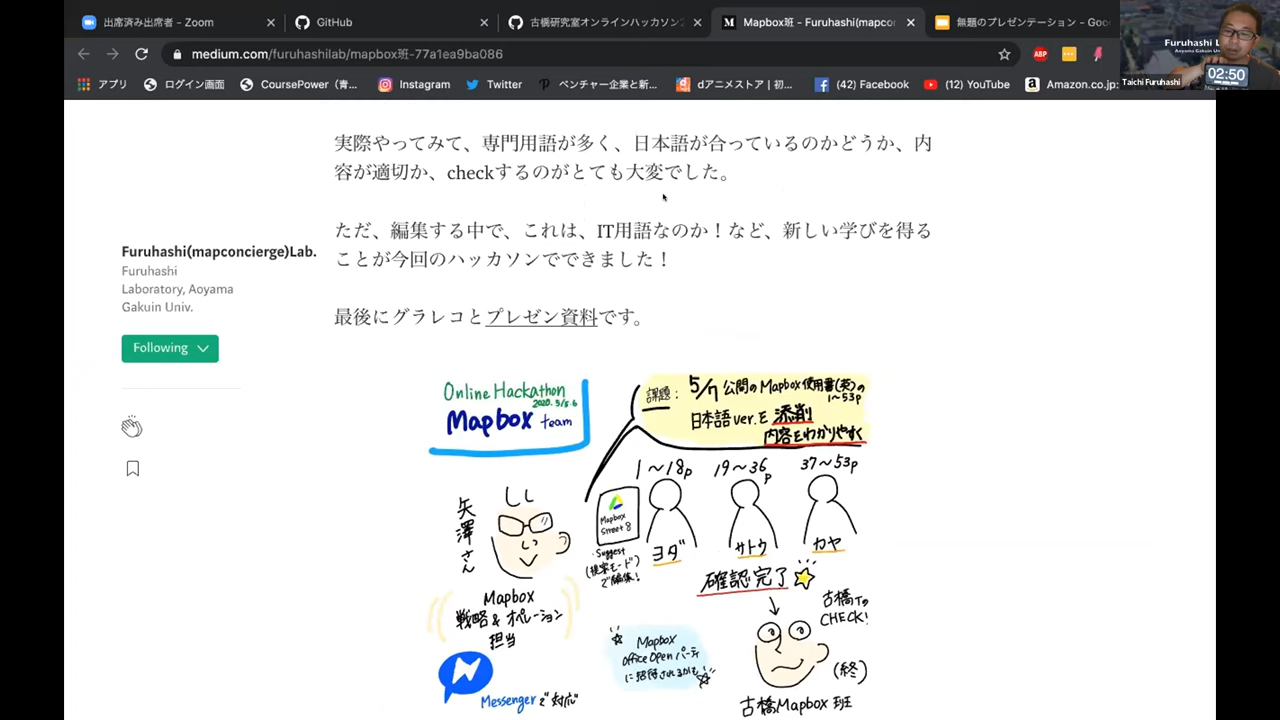 出席済み出席者 - Zoom
GitHub
古橋研究室オンラインハッカソン2
Mapbox班 - Furuhashi(mapcon
無題のプレゼンテーション - Goo
medium.com/furuhashilab/mapbox班-77a1ea9ba086
ABP
アプリ
ログイン画面
CoursePower (青...
Instagram
Twitter
ベンチャー企業と新...
dアニメストア | 初...
(42) Facebook
(12) YouTube
Amazon.co.jp:
Furuhashi
Aoyama Gakuin
02:50
Taichi Furuhashi
実際やってみて、専門用語が多く、日本語が合っているのかどうか、内
容が適切か、checkするのがとても大変でした。
ただ、編集する中で、これは、IT用語なのか！など、新しい学びを得る
ことが今回のハッカソンでできました！
最後にグラレコとプレゼン資料です。
Furuhashi(mapconcierge)Lab.
Furuhashi
Laboratory, Aoyama
Gakuin Univ.
Following
Online Hackathon
2020.5/5.6
Mapbox team
課題:
5/7 公開のMapbox使用書(英)の
1〜53p
日本語ver.を添削
内容をわかりやすく
1〜18p
19〜36p
37〜53p
Mapbox
Street 8
Suggest
(提案モード)
で編集!
ヨダ
サトウ
カヤ
矢澤さん
Mapbox
戦略&オペレーション
担当
Messengerで対応
確認完了
古橋Tの
CHECK!
Mapbox
Office Openパーティ
に招待されるかも
(終)
古橋Mapbox班